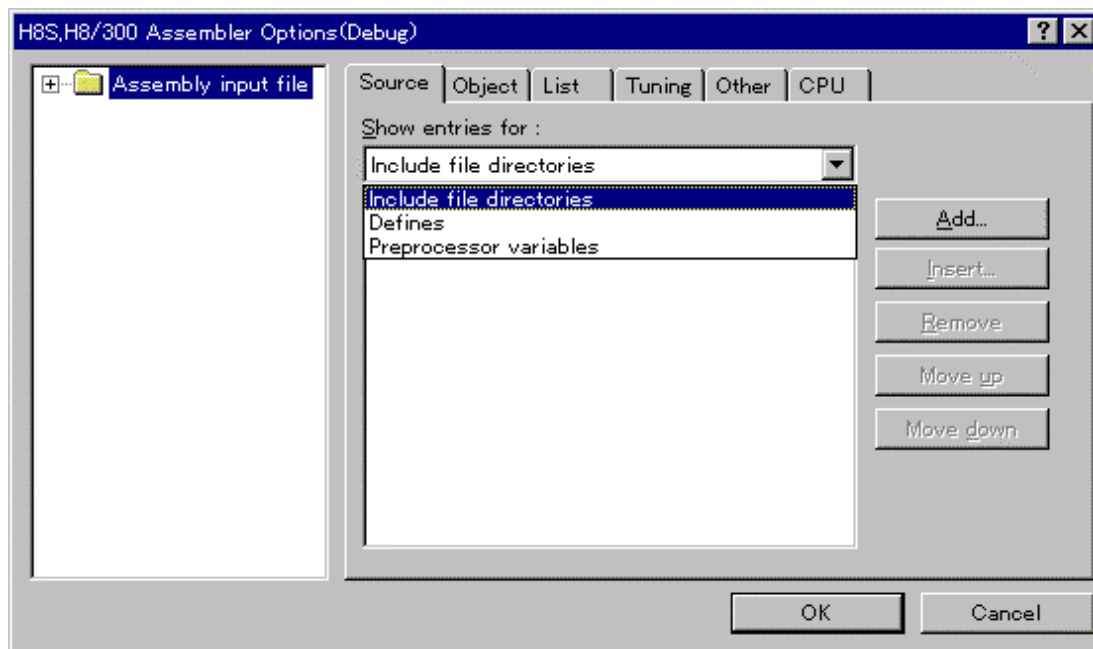 H8S,H8/300 Assembler Options(Debug)
Assembly input file
Source Object List Tuning Other CPU
Show entries for :
Include file directories
Include file directories
Defines
Preprocessor variables
Add...
Insert...
Remove
Move up
Move down
OK Cancel